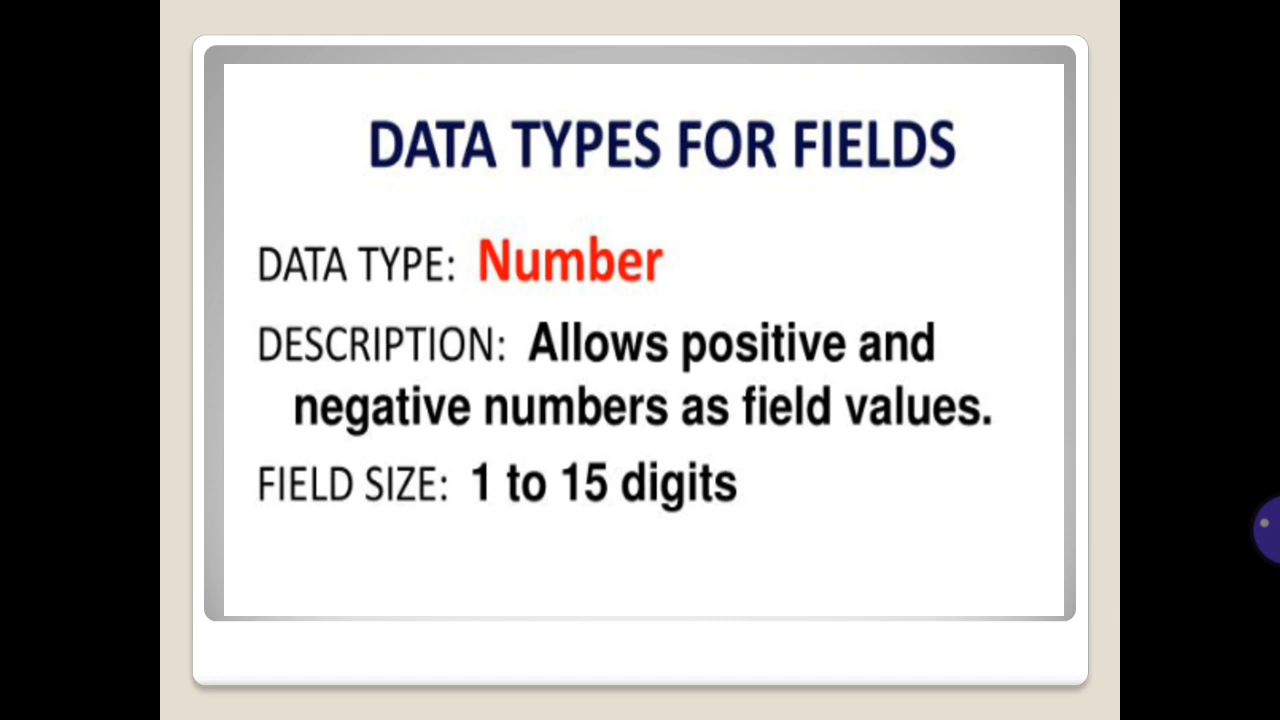 DATA TYPES FOR FIELDS
DATA TYPE: Number
DESCRIPTION: Allows positive and
negative numbers as field values.
FIELD SIZE: 1 to 15 digits